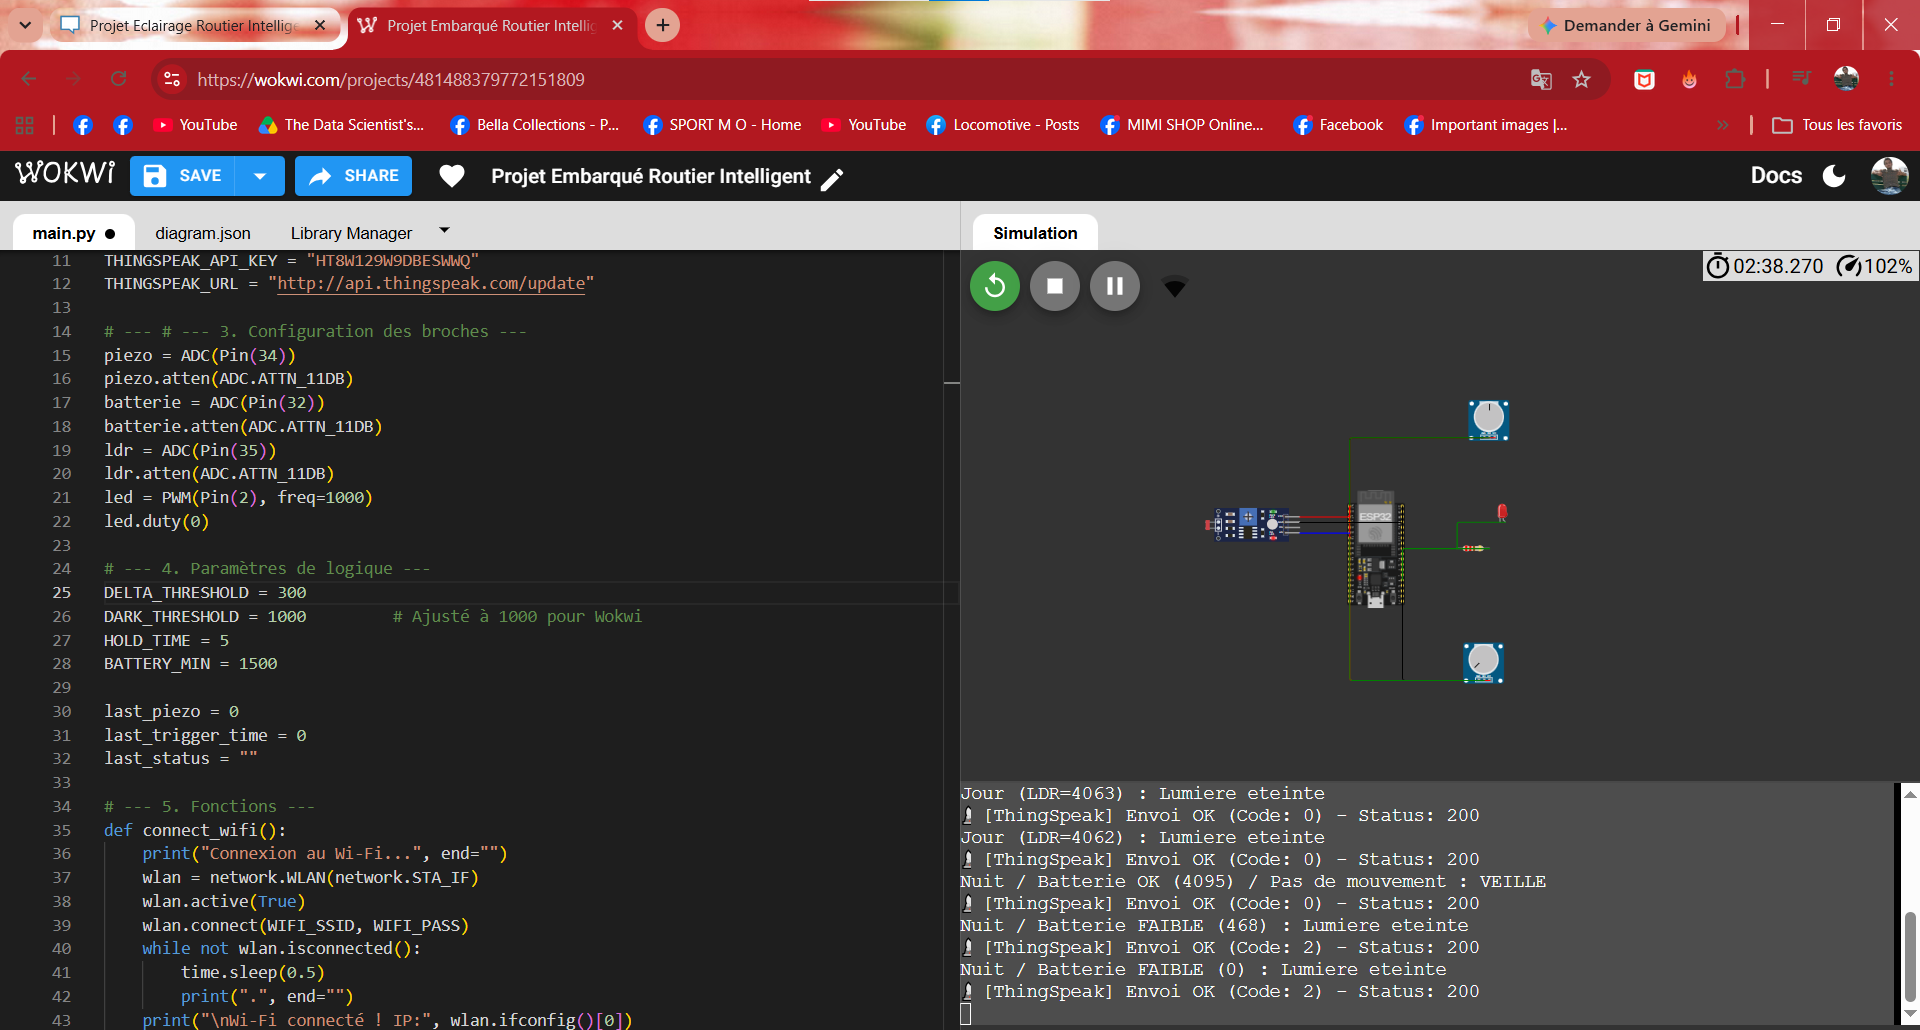 Projet Eclairage Routier Intellige
Projet Embarqué Routier Intellig
Demander à Gemini
https://wokwi.com/projects/481488379772151809
YouTube
The Data Scientist's...
Bella Collections - P...
SPORT M O - Home
YouTube
Locomotive - Posts
MIMI SHOP Online...
Facebook
Important images |...
Tous les favoris
WOKWI
SAVE
SHARE
Projet Embarqué Routier Intelligent
Docs
main.py
diagram.json
Library Manager
Simulation
11 THINGSPEAK_API_KEY = "HT8W129W9DBESWWQ"
12 THINGSPEAK_URL = "http://api.thingspeak.com/update"
13
14 # --- # --- 3. Configuration des broches ---
15 piezo = ADC(Pin(34))
16 piezo.atten(ADC.ATTN_11DB)
17 batterie = ADC(Pin(32))
18 batterie.atten(ADC.ATTN_11DB)
19 ldr = ADC(Pin(35))
20 ldr.atten(ADC.ATTN_11DB)
21 led = PWM(Pin(2), freq=1000)
22 led.duty(0)
23
24 # --- 4. Paramètres de logique ---
25 DELTA_THRESHOLD = 300
26 DARK_THRESHOLD = 1000 # Ajusté à 1000 pour Wokwi
27 HOLD_TIME = 5
28 BATTERY_MIN = 1500
29
30 last_piezo = 0
31 last_trigger_time = 0
32 last_status = ""
33
34 # --- 5. Fonctions ---
35 def connect_wifi():
36 print("Connexion au Wi-Fi...", end="")
37 wlan = network.WLAN(network.STA_IF)
38 wlan.active(True)
39 wlan.connect(WIFI_SSID, WIFI_PASS)
40 while not wlan.isconnected():
41 time.sleep(0.5)
42 print(".", end="")
43 print("\nWi-Fi connecté ! IP:", wlan.ifconfig()[0])
02:38.270
102%
ESP32
Jour (LDR=4063) : Lumiere eteinte
[ThingSpeak] Envoi OK (Code: 0) - Status: 200
Jour (LDR=4062) : Lumiere eteinte
[ThingSpeak] Envoi OK (Code: 0) - Status: 200
Nuit / Batterie OK (4095) / Pas de mouvement : VEILLE
[ThingSpeak] Envoi OK (Code: 0) - Status: 200
Nuit / Batterie FAIBLE (468) : Lumiere eteinte
[ThingSpeak] Envoi OK (Code: 2) - Status: 200
Nuit / Batterie FAIBLE (0) : Lumiere eteinte
[ThingSpeak] Envoi OK (Code: 2) - Status: 200